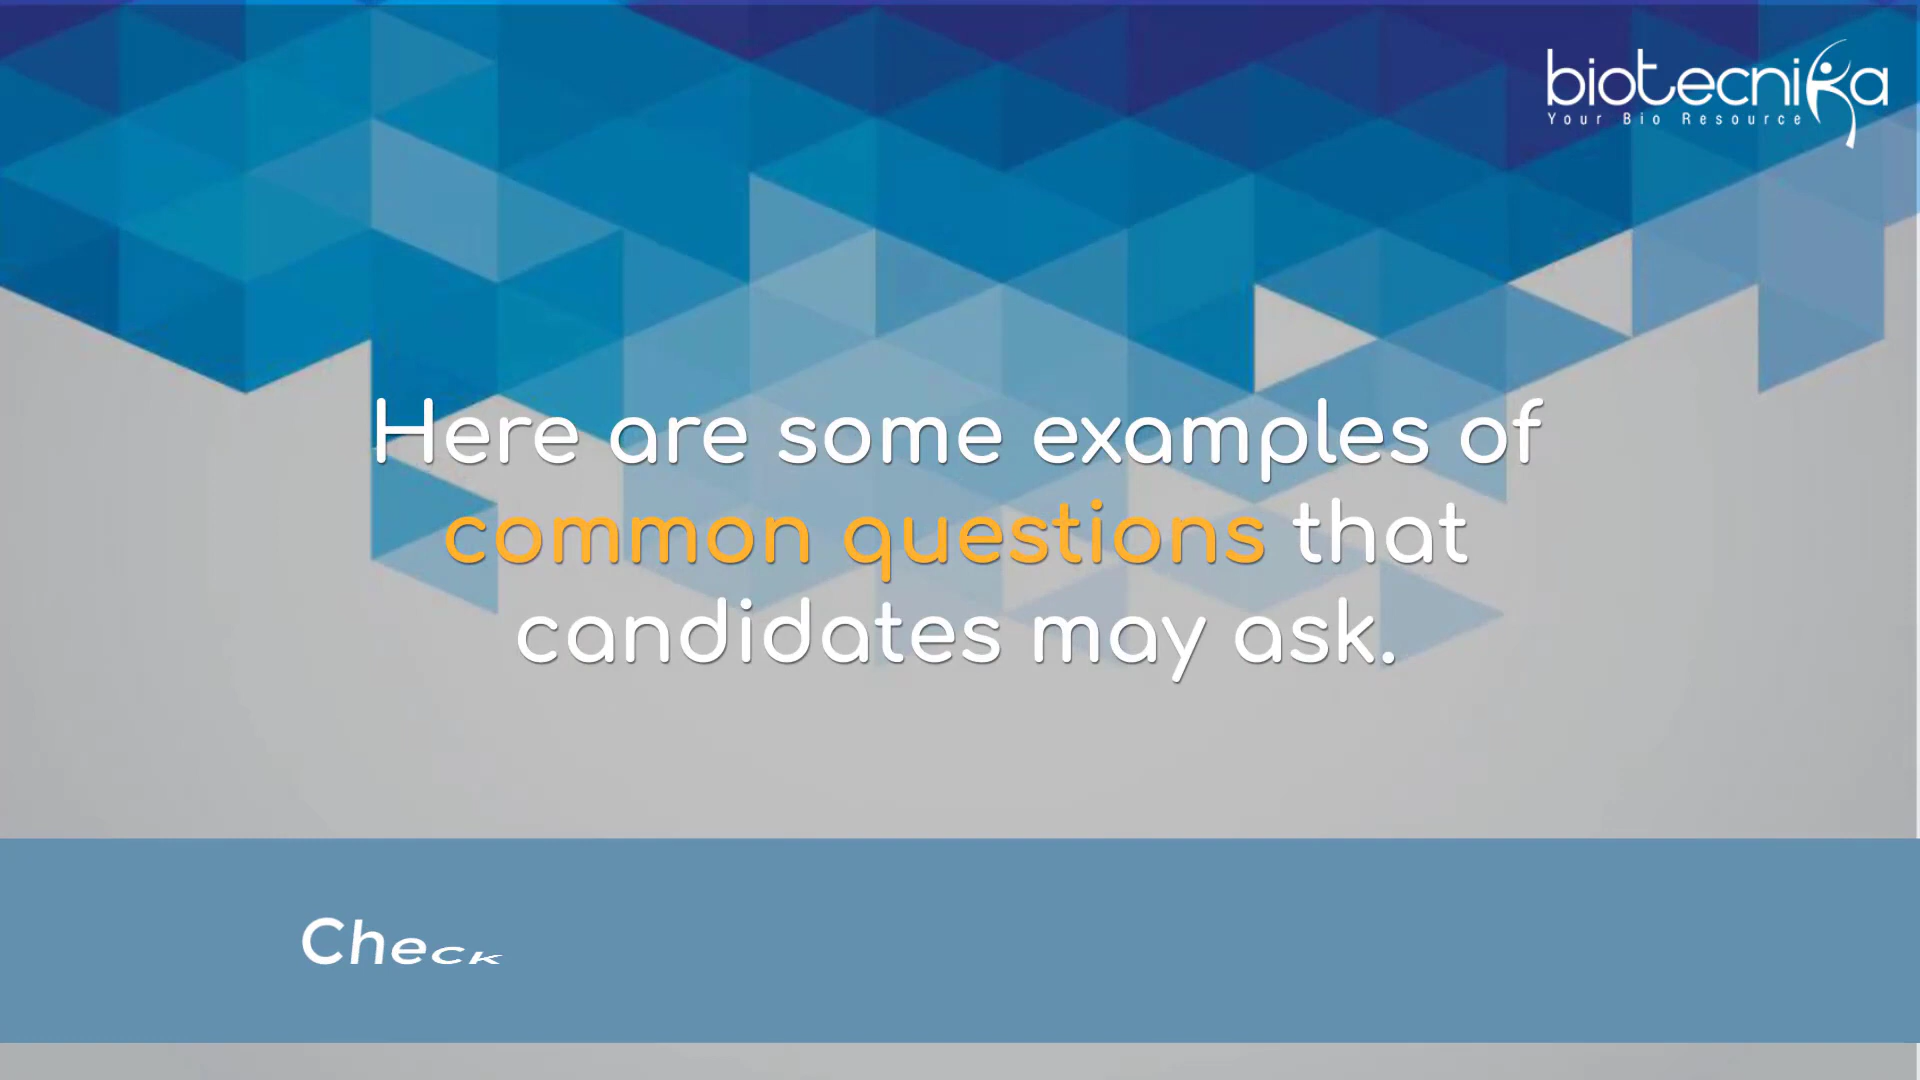 biotecnika
Your Bio Resource
Here are some examples of
common questions that
candidates may ask.
Check